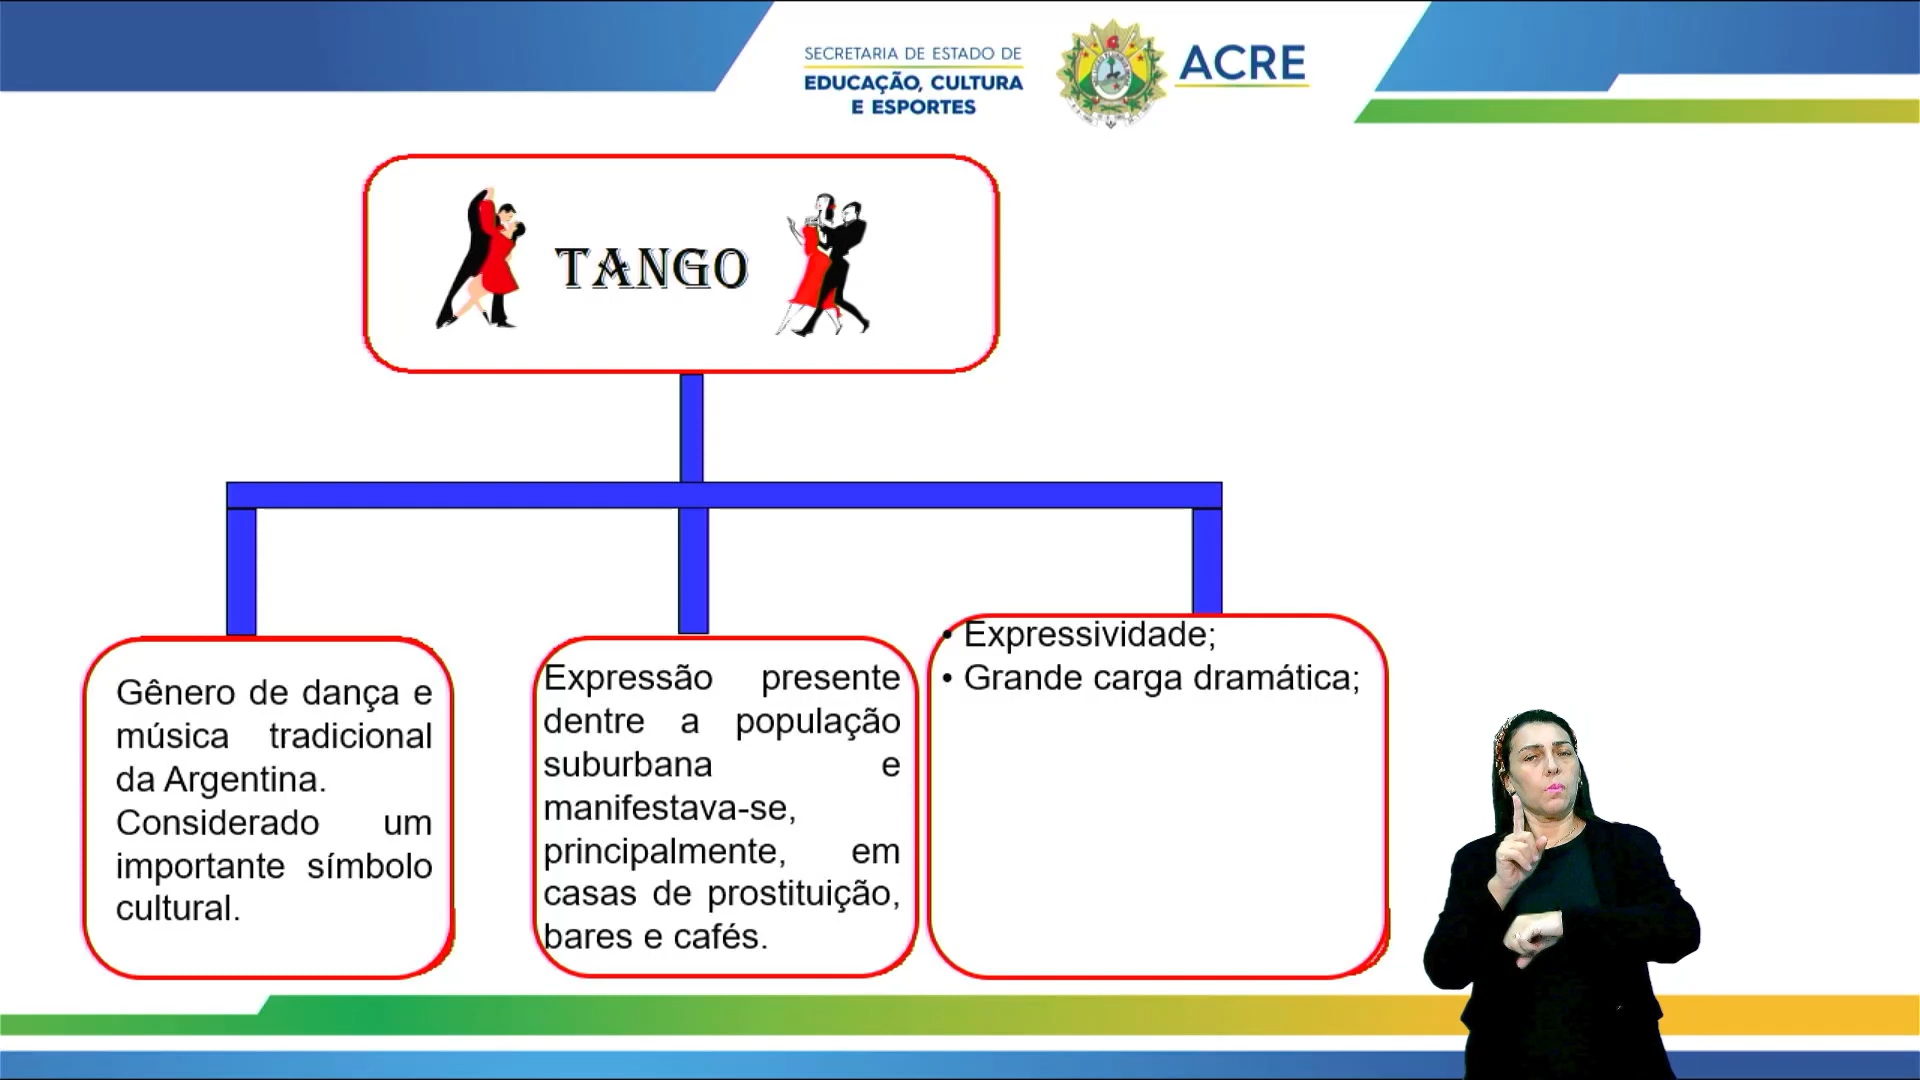 SECRETARIA DE ESTADO DE
EDUCAÇÃO, CULTURA
E ESPORTES
ACRE
TANGO
Gênero de dança e
música tradicional
da Argentina.
Considerado um
importante símbolo
cultural.
Expressão presente
dentre a população
suburbana e
manifestava-se,
principalmente, em
casas de prostituição,
bares e cafés.
• Expressividade;
• Grande carga dramática;